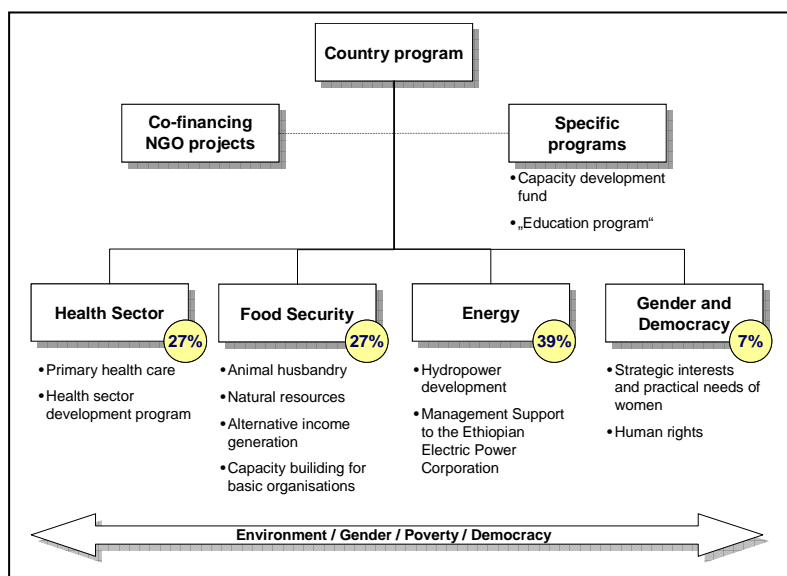 Country program
Co-financing
NGO projects
Specific
programs
•Capacity development
fund
•„Education program“
Health Sector
27%
•Primary health care
•Health sector
development program
Food Security
27%
•Animal husbandry
•Natural resources
•Alternative income
generation
•Capacity builiding for
basic organisations
Energy
39%
•Hydropower
development
•Management Support
to the Ethiopian
Electric Power
Corporation
Gender and
Democracy
7%
•Strategic interests
and practical needs of
women
•Human rights
Environment / Gender / Poverty / Democracy